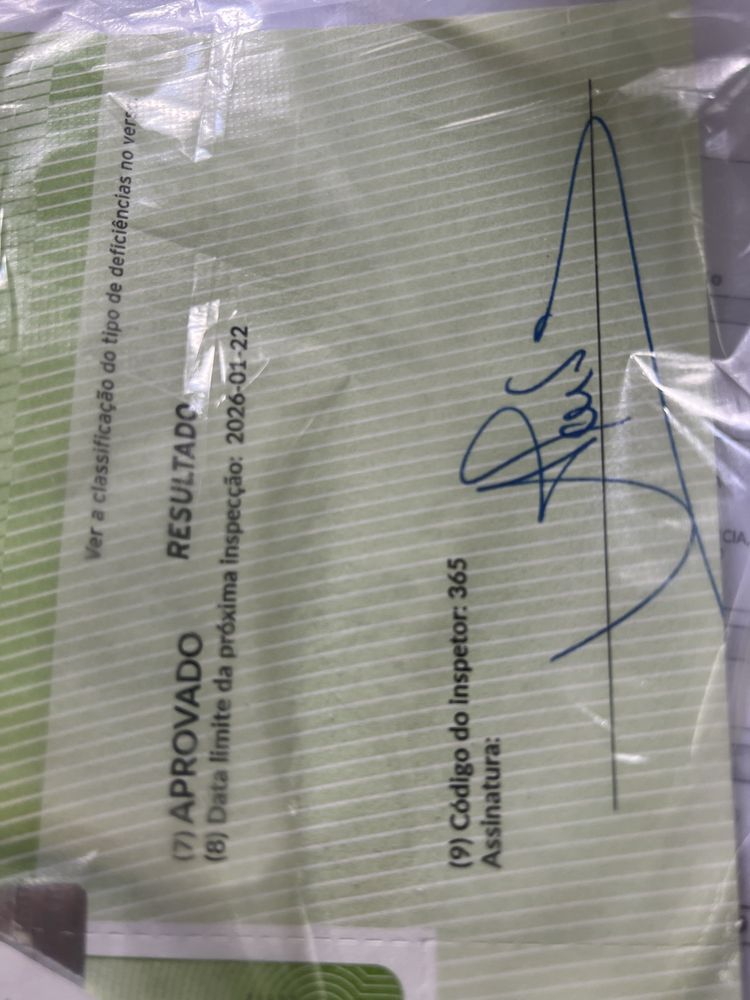 Ver a classificação do tipo de deficiências no
(7) APROVADO RESULTADO
(8) Data limite da próxima inspecção: 2026-01-22
(9) Código do inspetor: 365
Assinatura:
CIA,